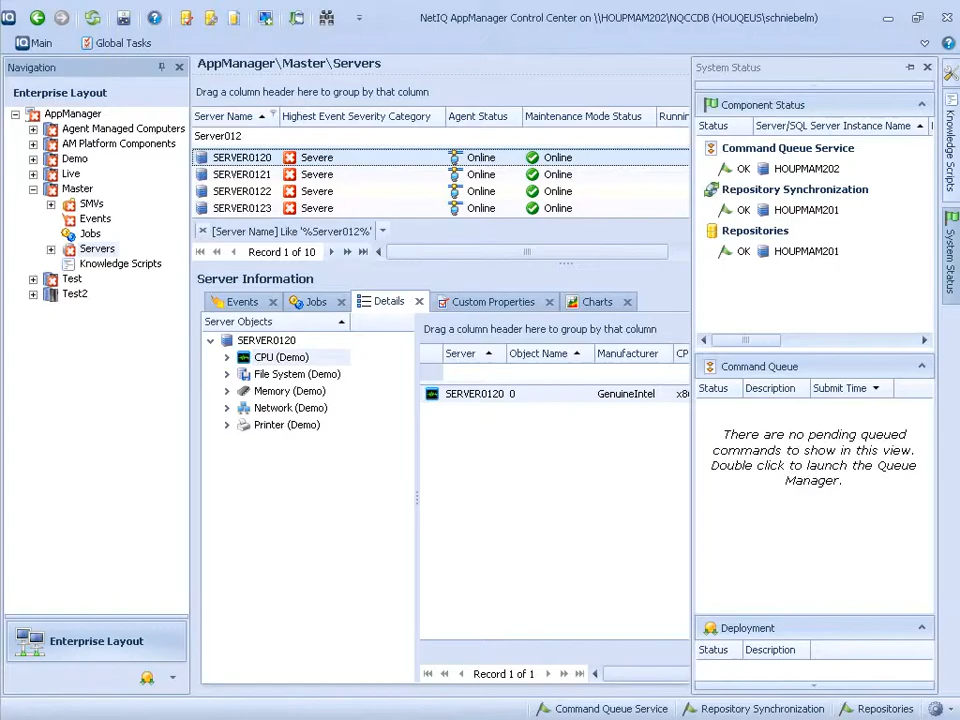 NetIQ AppManager Control Center on \\HOUPMAM202\NQCCDB (HOUQEUS\schniebelm)
Main
Global Tasks
Navigation
Enterprise Layout
AppManager
Agent Managed Computers
AM Platform Components
Demo
Live
Master
SMVs
Events
Jobs
Servers
Knowledge Scripts
Test
Test2
Enterprise Layout
AppManager\Master\Servers
Drag a column header here to group by that column
Server Name Highest Event Severity Category Agent Status Maintenance Mode Status Runnin
Server012
SERVER0120 Severe Online Online
SERVER0121 Severe Online Online
SERVER0122 Severe Online Online
SERVER0123 Severe Online Online
[Server Name] Like '%Server012%'
Record 1 of 10
Server Information
Events Jobs Details Custom Properties Charts
Server Objects
SERVER0120
CPU (Demo)
File System (Demo)
Memory (Demo)
Network (Demo)
Printer (Demo)
Drag a column header here to group by that column
Server Object Name Manufacturer CP
SERVER0120 0 GenuineIntel x8
Record 1 of 1
System Status
Component Status
Status Server/SQL Server Instance Name
Command Queue Service
OK HOUPMAM202
Repository Synchronization
OK HOUPMAM201
Repositories
OK HOUPMAM201
Command Queue
Status Description Submit Time
There are no pending queued
commands to show in this view.
Double click to launch the Queue
Manager.
Deployment
Status Description
Knowledge Scripts
System Status
Command Queue Service Repository Synchronization Repositories